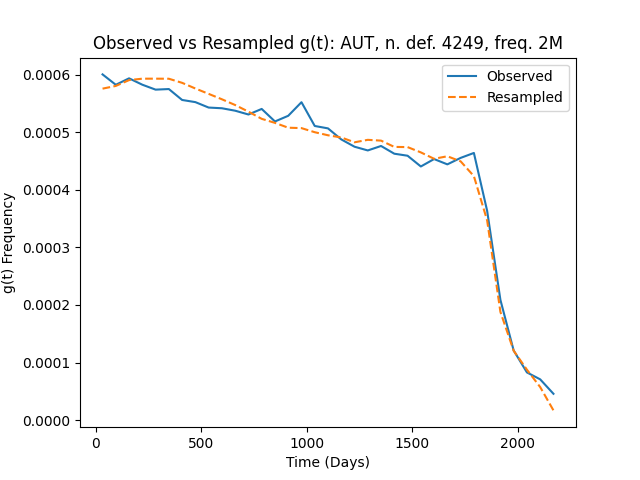 Observed vs Resampled g(t): AUT, n. def. 4249, freq. 2M
Observed
Resampled
g(t) Frequency
0.0006
0.0005
0.0004
0.0003
0.0002
0.0001
0.0000
0
500
1000
1500
2000
Time (Days)